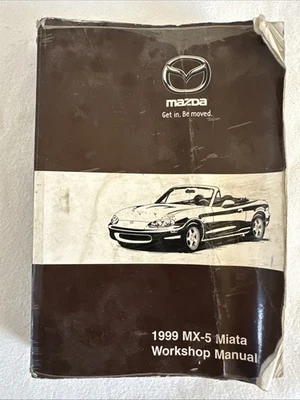 mazda
Get in. Be moved.
1999 MX-5 Miata
Workshop Manual